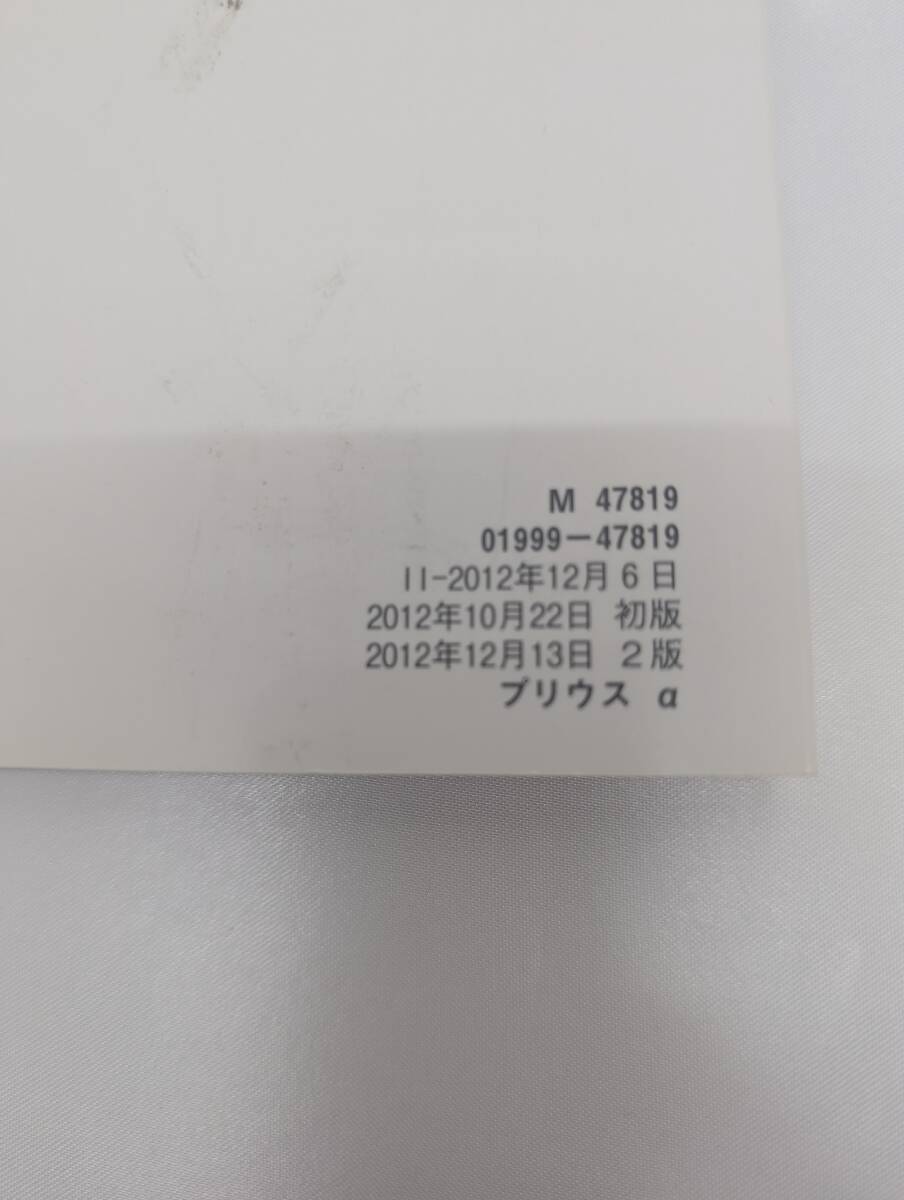 M 47819
01999−47819
II-2012年12月6日
2012年10月22日 初版
2012年12月13日 2版
プリウス α